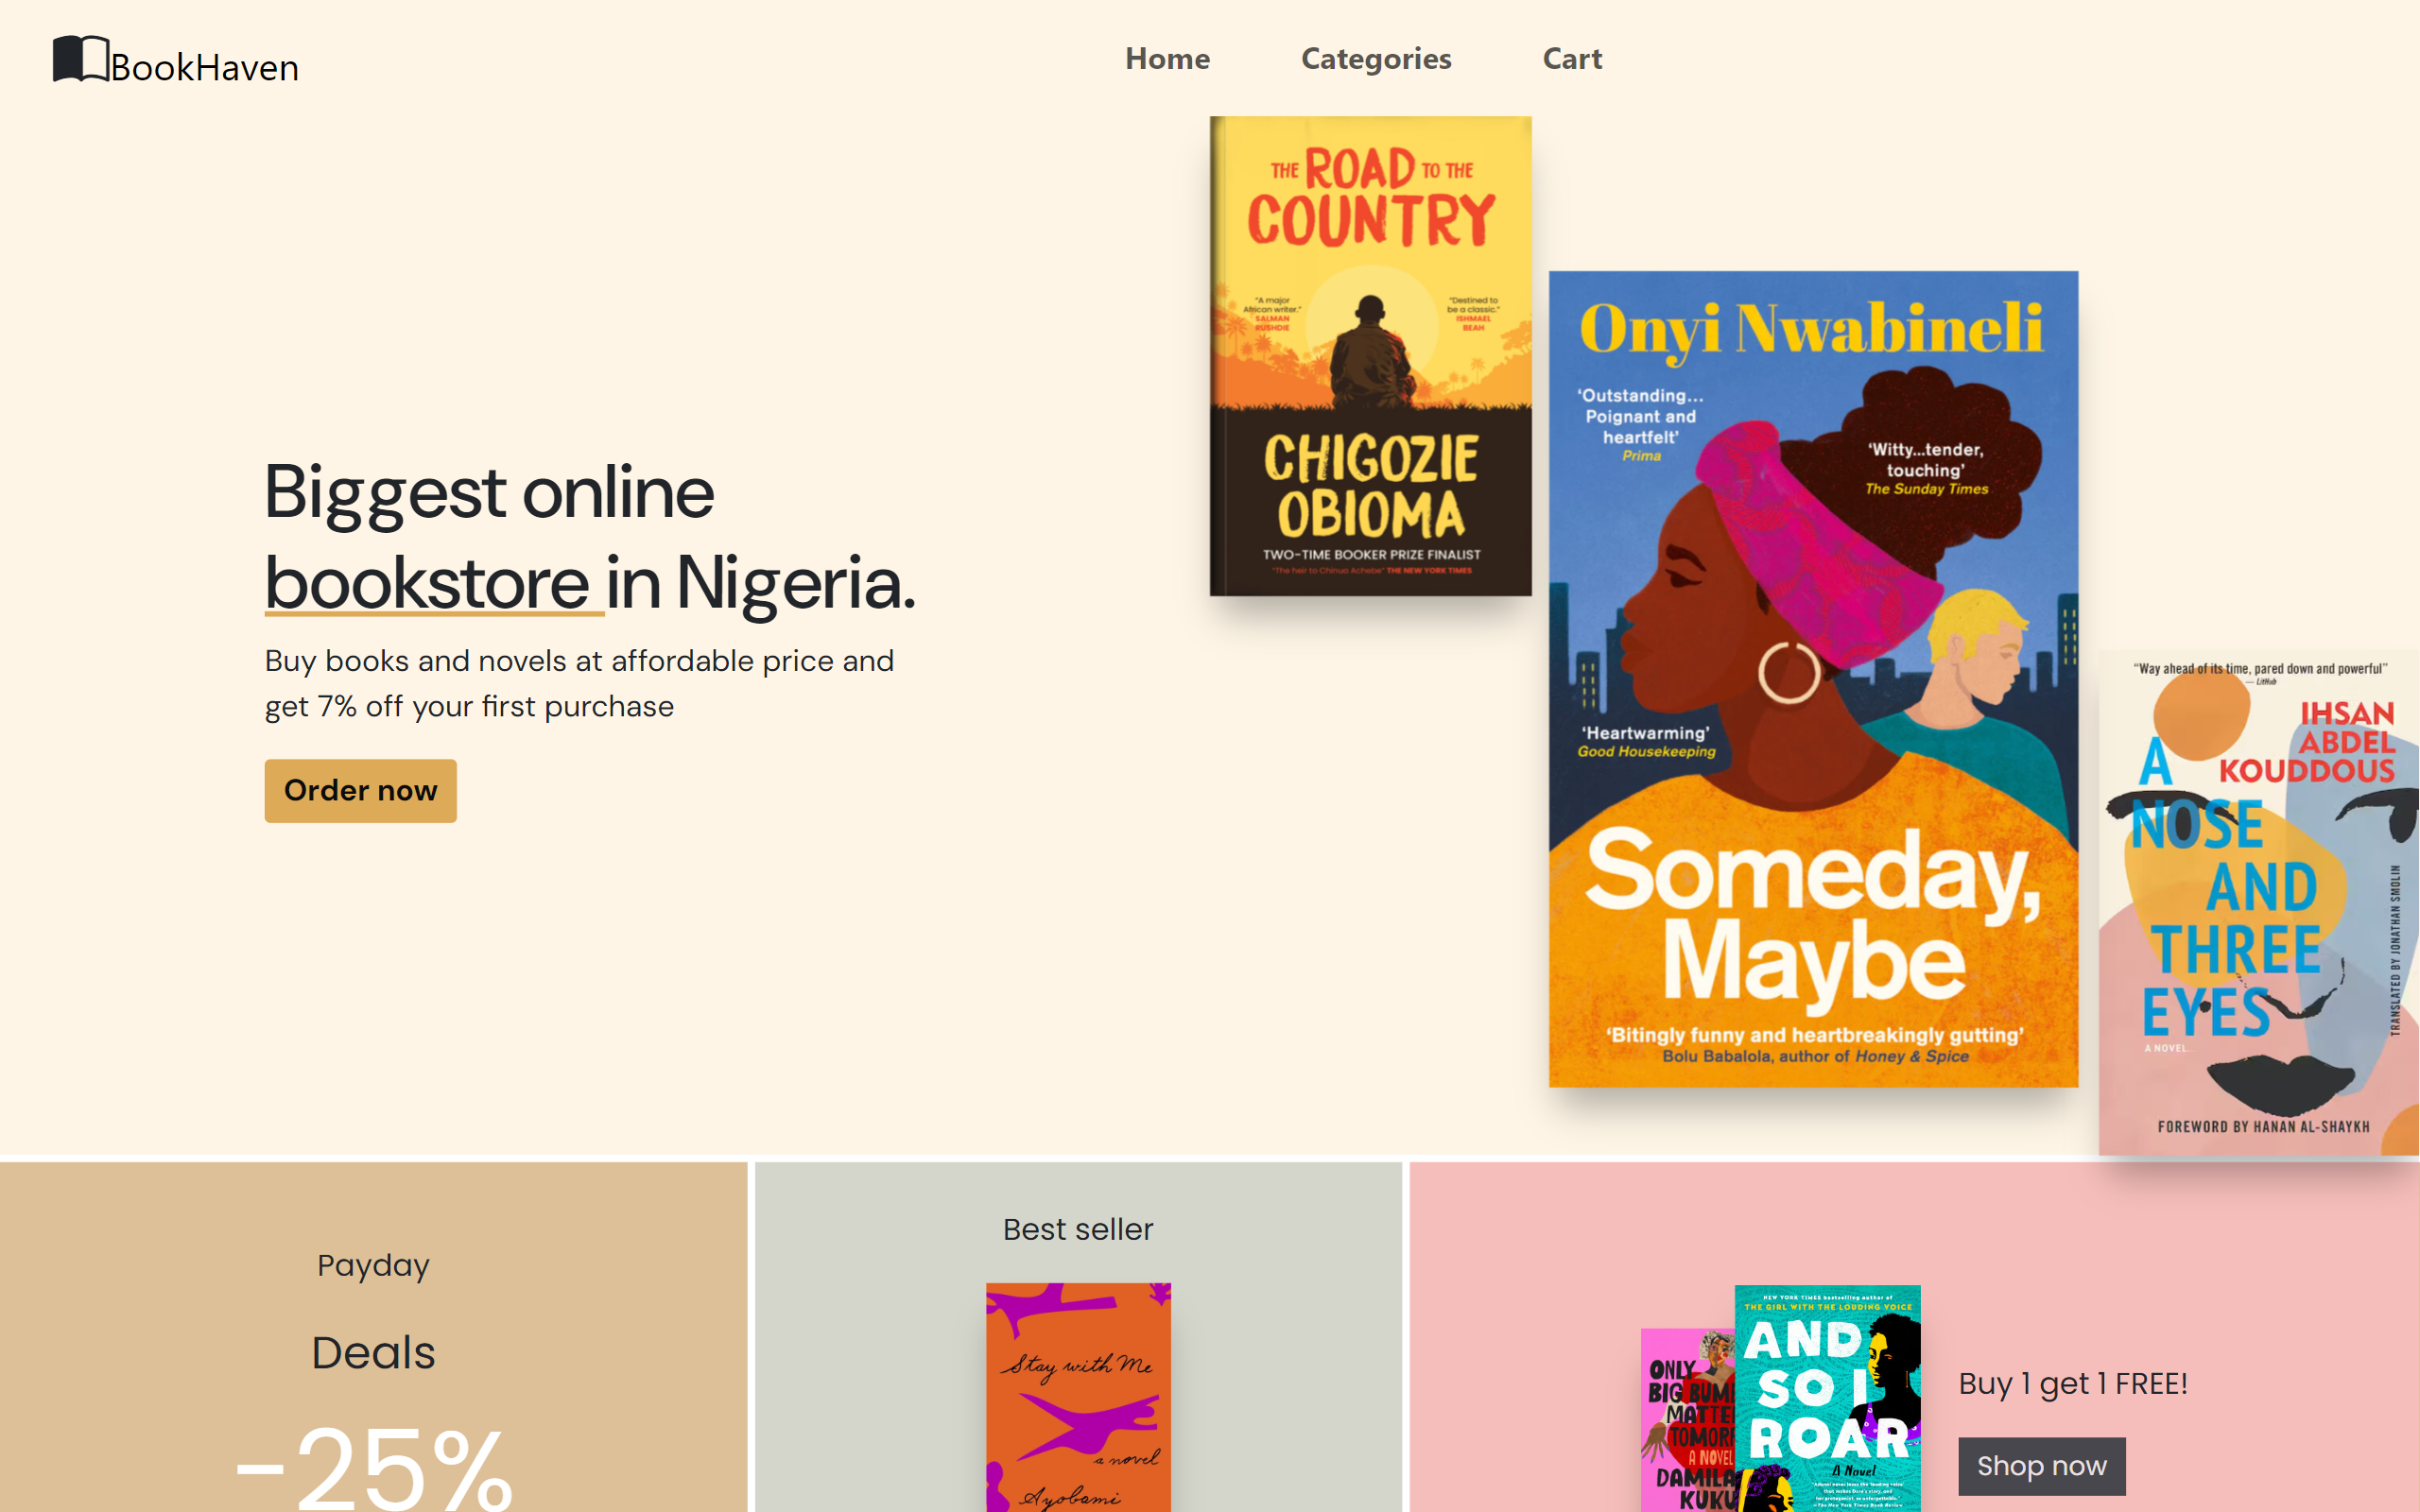 BookHaven
Home
Categories
Cart
Biggest online
bookstore in Nigeria.
Buy books and novels at affordable price and
get 7% off your first purchase
Order now
THE ROAD TO THE
COUNTRY
"A major
African writer."
SALMAN
RUSHDIE
"Destined to
be a classic."
ISHMAEL
BEAH
CHIGOZIE
OBIOMA
TWO-TIME BOOKER PRIZE FINALIST
"The heir to Chinua Achebe" THE NEW YORK TIMES
Onyi Nwabineli
‘Outstanding...
Poignant and
heartfelt’
Prima
‘Witty...tender,
touching’
The Sunday Times
‘Heartwarming’
Good Housekeeping
Someday,
Maybe
‘Bitingly funny and heartbreakingly gutting’
Bolu Babalola, author of Honey & Spice
“Way ahead of its time, pared down and powerful”
— LitHub
IHSAN
ABDEL
KOUDDOUS
A
NOSE
AND
THREE
EYES
A NOVEL
TRANSLATED BY JONATHAN SMOLIN
FOREWORD BY HANAN AL-SHAYKH
Payday
Deals
-25%
Best seller
Stay with Me
a novel
Ayobami
ONLY
BIG BUM
MATTE
TOMOR
A NOVEL
DAMILA
KUKU
NEW YORK TIMES bestselling author of
THE GIRL WITH THE LOUDING VOICE
AND
SO I
ROAR
A Novel
Buy 1 get 1 FREE!
Shop now